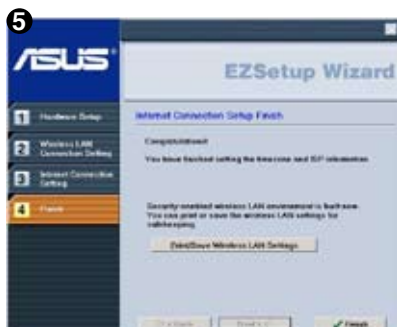 5
ASUS
EZSetup Wizard
1 Hardware Setup
Internet Connection Setup Finish
2 Wireless LAN
Connection Setting
Congratulations!
You have finished setting the timezone and ISP information
3 Internet Connection
Setting
4 Finish
Security-enabled wireless LAN environment is built now.
You can print or save the wireless LAN settings for
safekeeping.
Print/Save Wireless LAN Settings
Finish